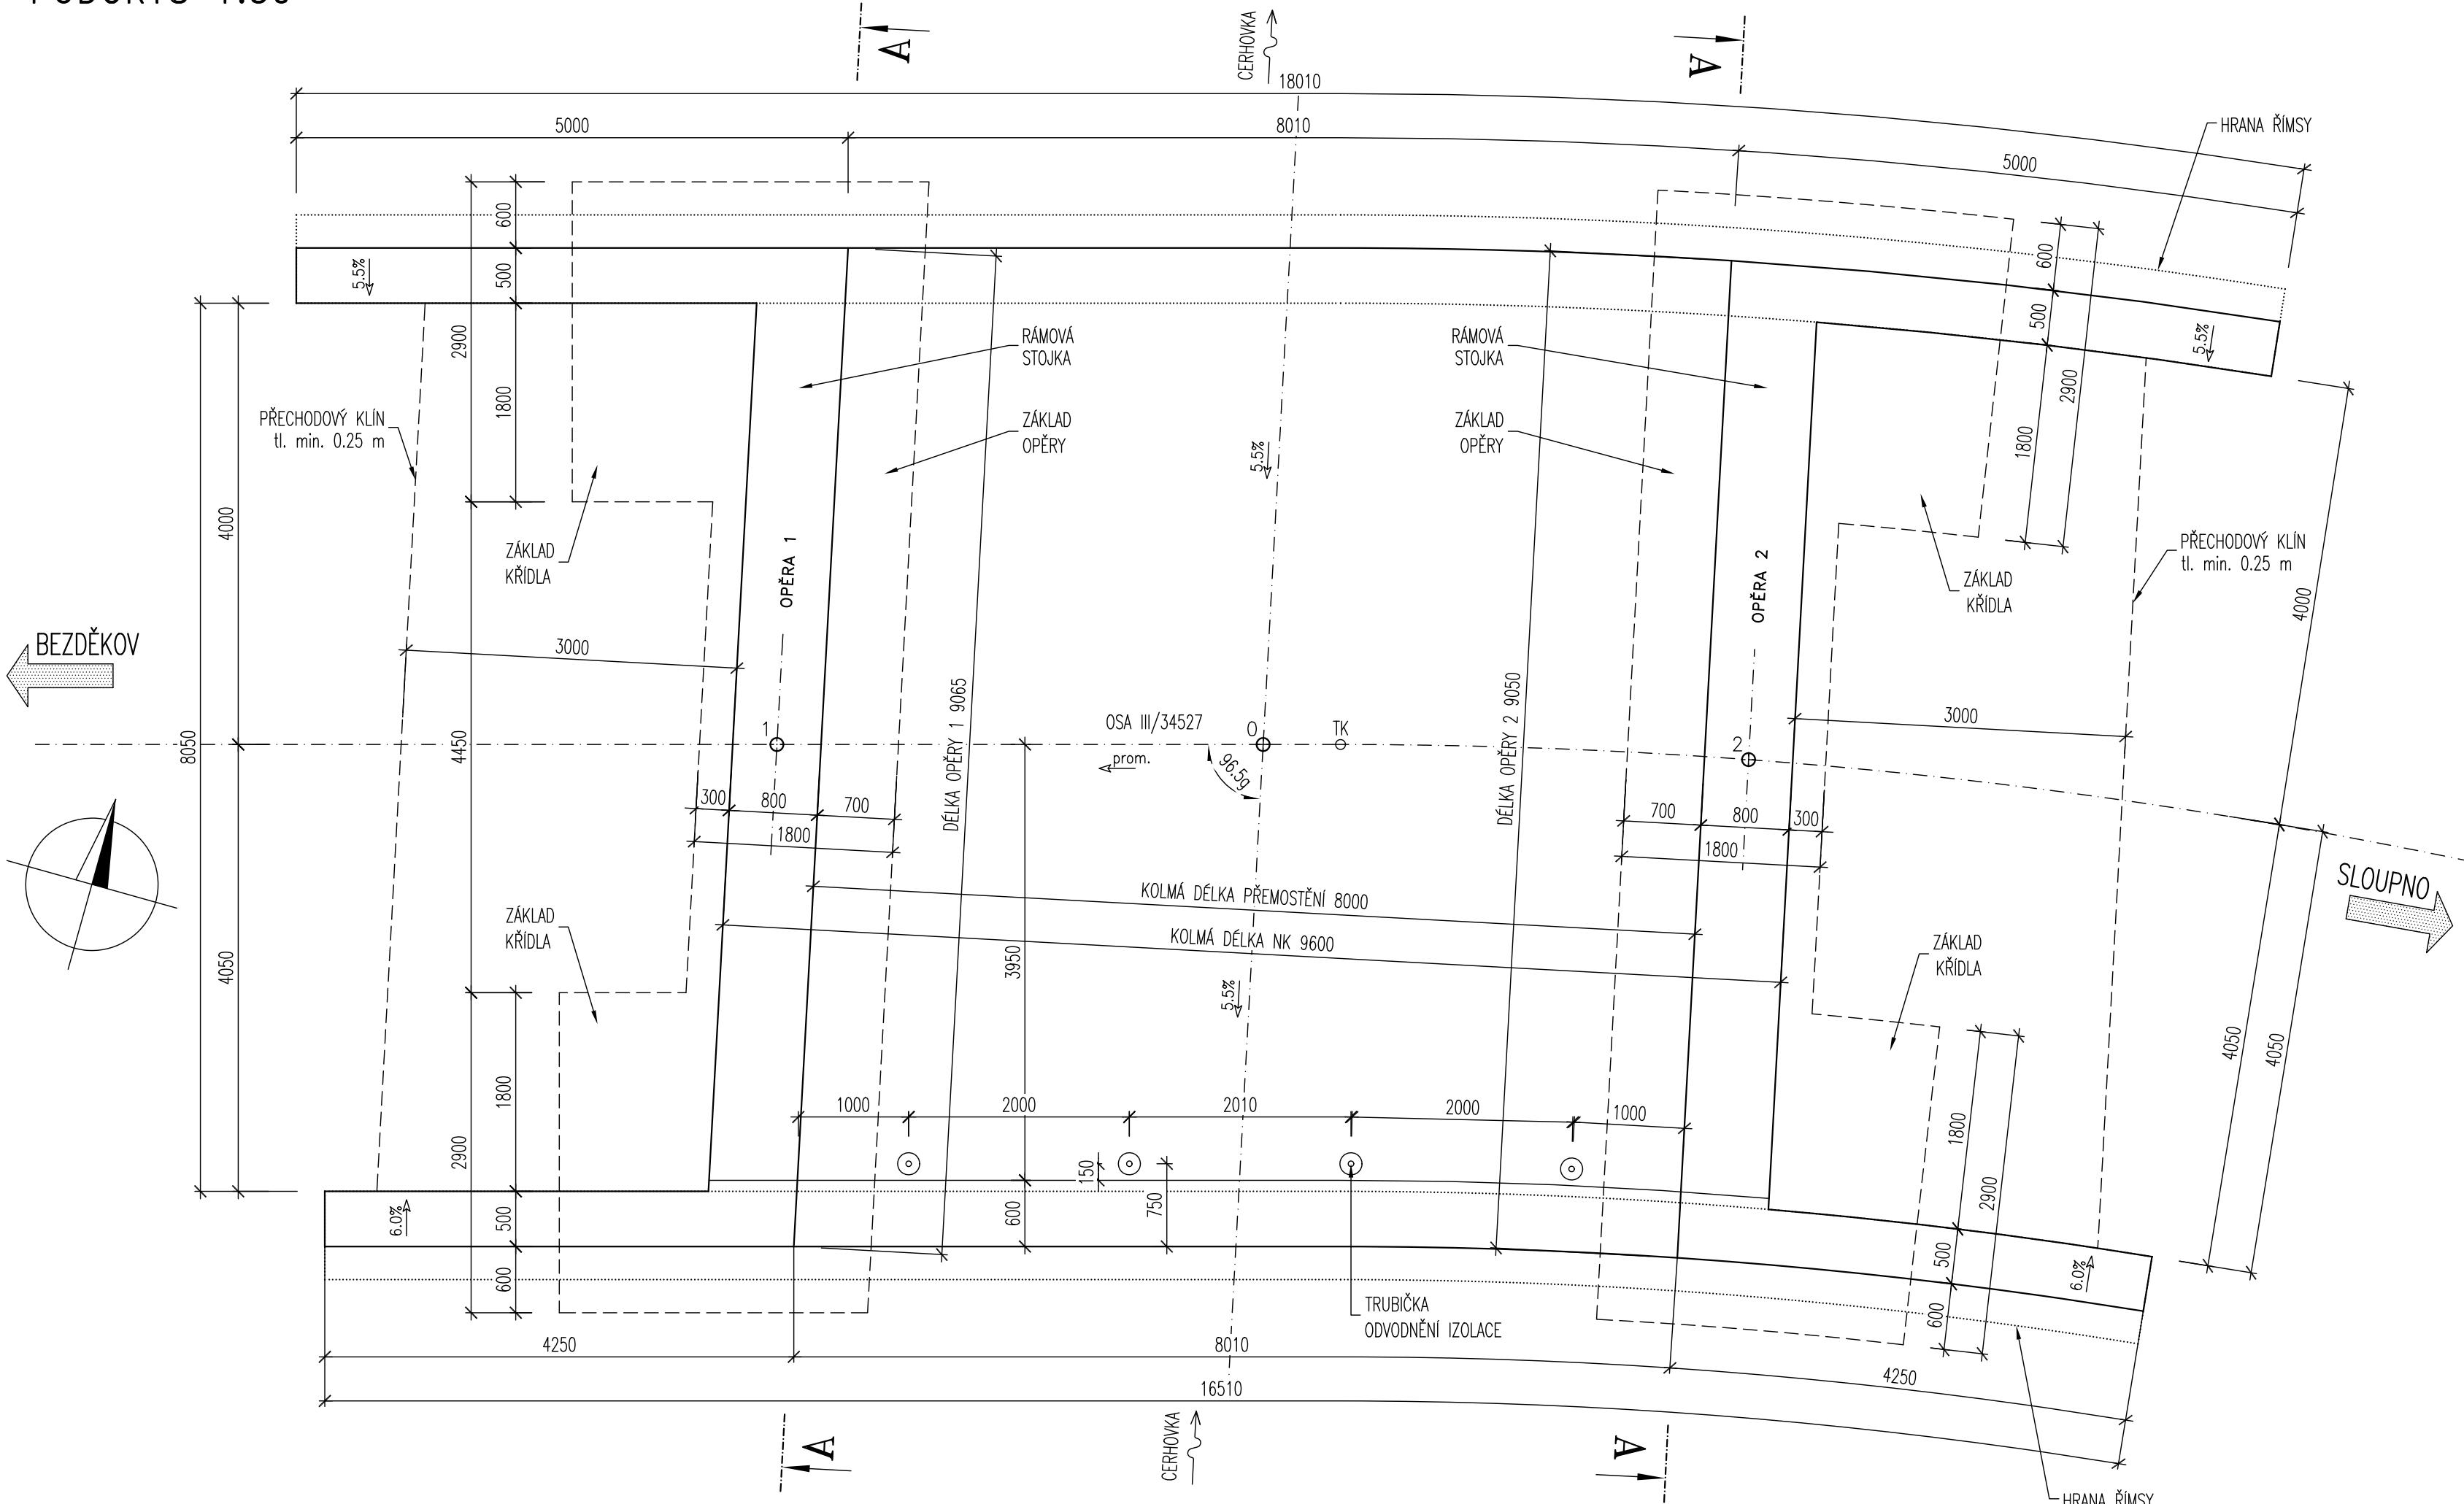 CERHOVKA
A
A
18010
5000
8010
5000
HRANA ŘÍMSY
600
500
2900
1800
5.5%
600
500
2900
1800
5.5%
RÁMOVÁ
STOJKA
RÁMOVÁ
STOJKA
PŘECHODOVÝ KLÍN
tl. min. 0.25 m
ZÁKLAD
OPĚRY
ZÁKLAD
OPĚRY
5.5%
4000
ZÁKLAD
KŘÍDLA
OPĚRA 1
OPĚRA 2
PŘECHODOVÝ KLÍN
tl. min. 0.25 m
ZÁKLAD
KŘÍDLA
4000
BEZDĚKOV
3000
8050
4450
1
OSA III/34527
prom.
0
TK
96.5g
2
3000
DÉLKA OPĚRY 1 9065
DÉLKA OPĚRY 2 9050
300
800
700
1800
700
800
300
1800
KOLMÁ DÉLKA PŘEMOSTĚNÍ 8000
KOLMÁ DÉLKA NK 9600
SLOUPNO
ZÁKLAD
KŘÍDLA
ZÁKLAD
KŘÍDLA
4050
3950
5.5%
4050
4050
1000
2000
2010
2000
1000
1800
2900
500
600
6.0%
150
750
600
1800
2900
500
600
6.0%
TRUBIČKA
ODVODNĚNÍ IZOLACE
4250
8010
4250
16510
CERHOVKA
A
A
HRANA ŘÍMSY